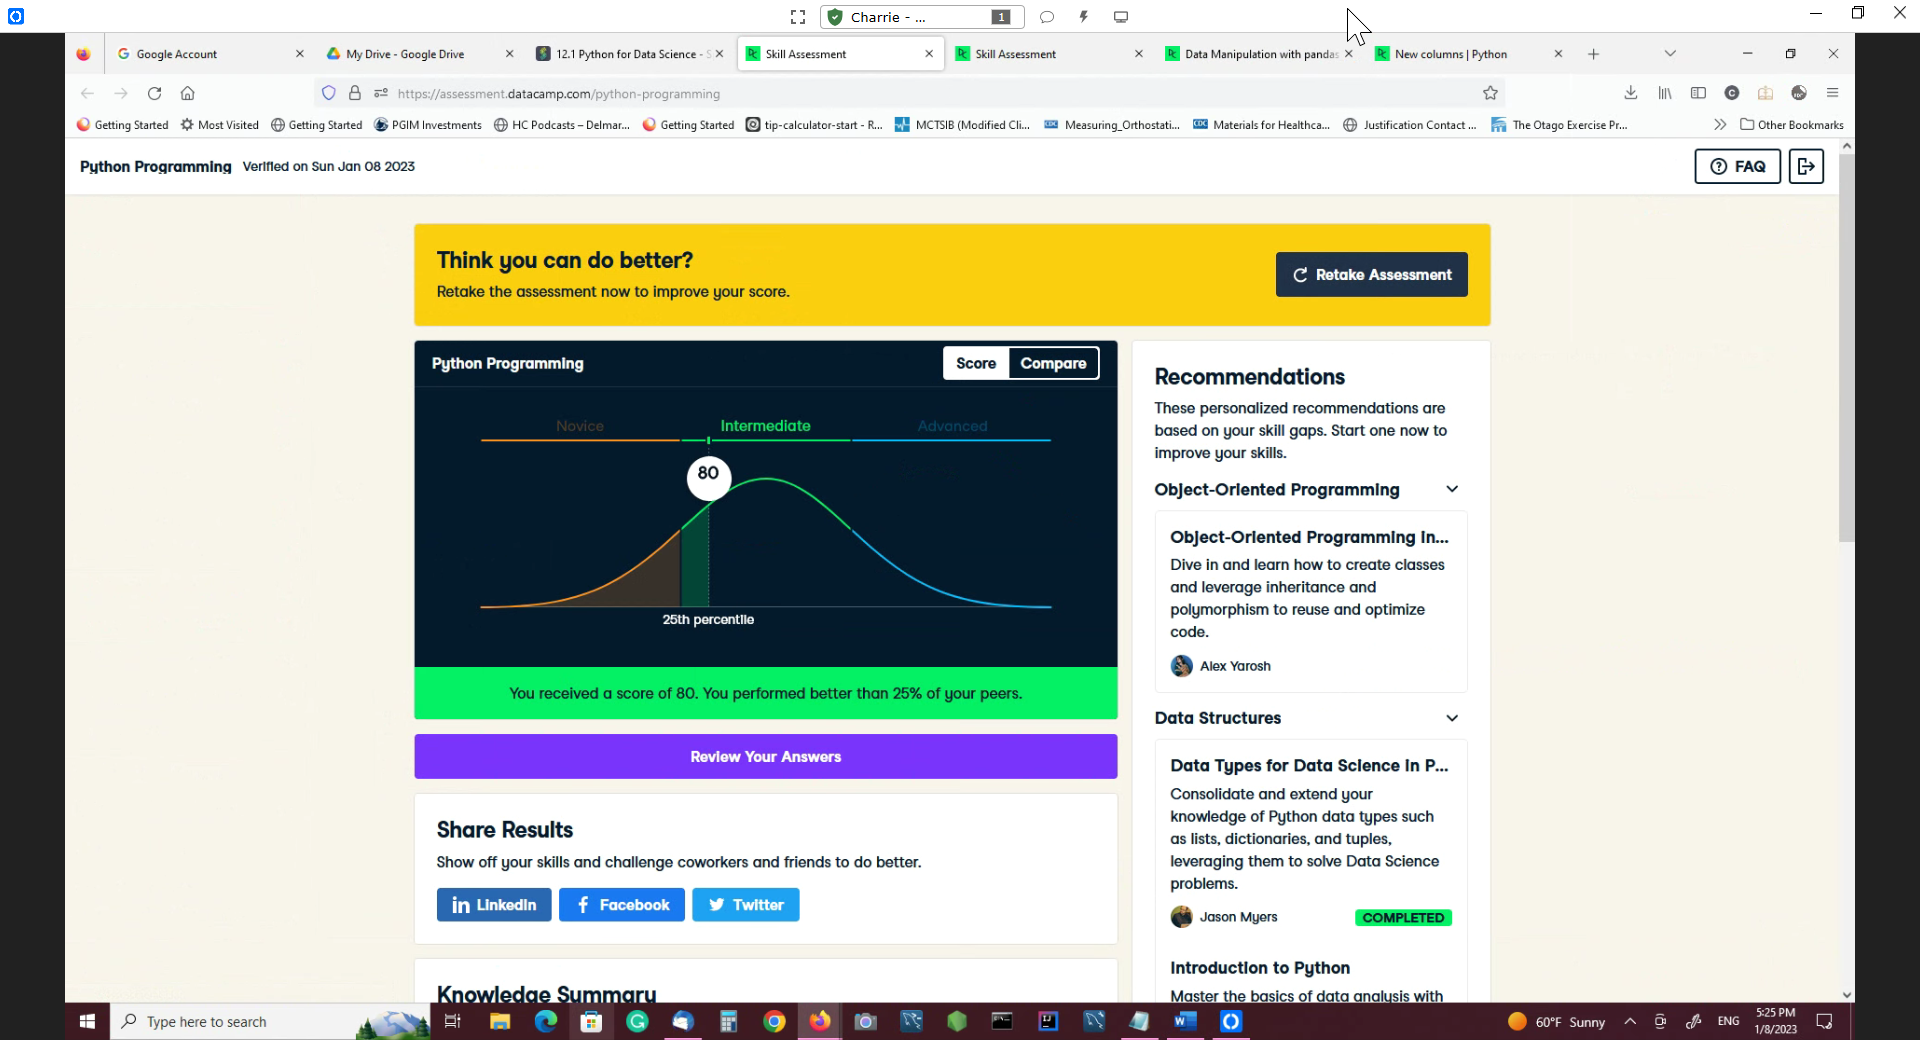 Charrie - ...
1
Google Account
My Drive - Google Drive
12.1 Python for Data Science - S
Skill Assessment
Skill Assessment
Data Manipulation with pandas
New columns | Python
https://assessment.datacamp.com/python-programming
Getting Started
Most Visited
Getting Started
PGIM Investments
HC Podcasts – Delmar...
Getting Started
tip-calculator-start - R...
MCTSIB (Modified Cli...
Measuring_Orthostati...
Materials for Healthca...
Justification Contact ...
The Otago Exercise Pr...
Other Bookmarks
Python Programming Verified on Sun Jan 08 2023
FAQ
Think you can do better?
Retake the assessment now to improve your score.
Retake Assessment
Python Programming
Score
Compare
Novice
Intermediate
Advanced
80
25th percentile
You received a score of 80. You performed better than 25% of your peers.
Review Your Answers
Share Results
Show off your skills and challenge coworkers and friends to do better.
LinkedIn
Facebook
Twitter
Knowledge Summary
Recommendations
These personalized recommendations are
based on your skill gaps. Start one now to
improve your skills.
Object-Oriented Programming
Object-Oriented Programming in...
Dive in and learn how to create classes
and leverage inheritance and
polymorphism to reuse and optimize
code.
Alex Yarosh
Data Structures
Data Types for Data Science in P...
Consolidate and extend your
knowledge of Python data types such
as lists, dictionaries, and tuples,
leveraging them to solve Data Science
problems.
Jason Myers
COMPLETED
Introduction to Python
Master the basics of data analysis with
Type here to search
60°F Sunny
ENG
5:25 PM
1/8/2023